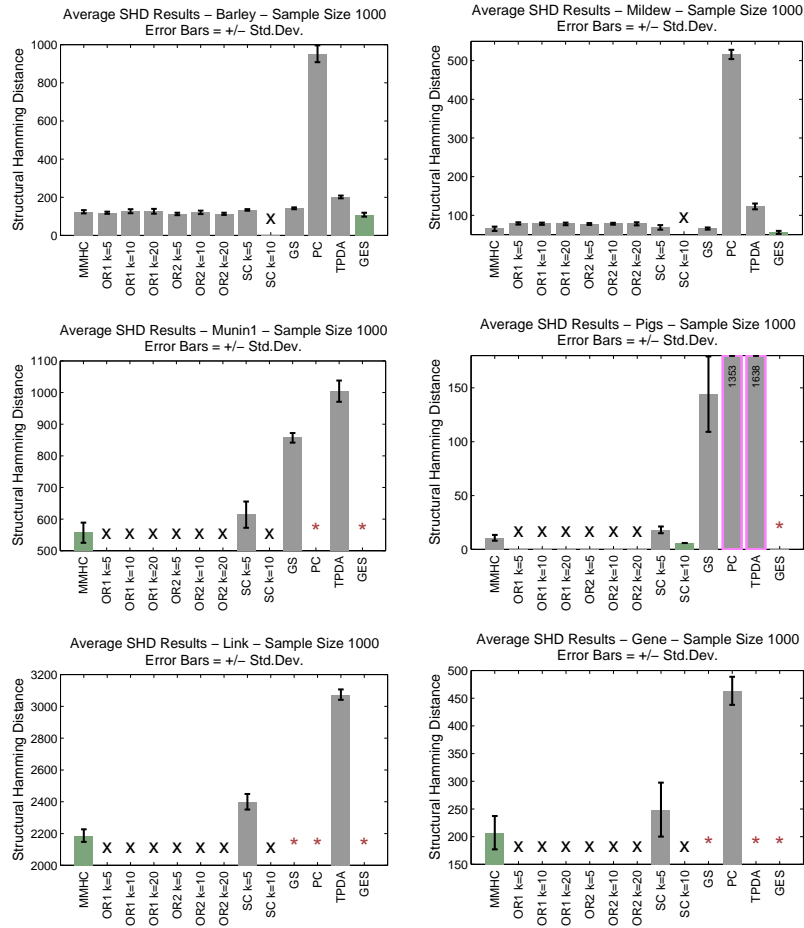 Average SHD Results − Barley − Sample Size 1000
Error Bars = +/− Std.Dev.
Structural Hamming Distance
1000
800
600
400
200
0
X
MMHC
OR1 k=5
OR1 k=10
OR1 k=20
OR2 k=5
OR2 k=10
OR2 k=20
SC k=5
SC k=10
GS
PC
TPDA
GES
Average SHD Results − Mildew − Sample Size 1000
Error Bars = +/− Std.Dev.
Structural Hamming Distance
500
400
300
200
100
X
MMHC
OR1 k=5
OR1 k=10
OR1 k=20
OR2 k=5
OR2 k=10
OR2 k=20
SC k=5
SC k=10
GS
PC
TPDA
GES
Average SHD Results − Munin1 − Sample Size 1000
Error Bars = +/− Std.Dev.
Structural Hamming Distance
1100
1000
900
800
700
600
500
X X X X X X X * *
MMHC
OR1 k=5
OR1 k=10
OR1 k=20
OR2 k=5
OR2 k=10
OR2 k=20
SC k=5
SC k=10
GS
PC
TPDA
GES
Average SHD Results − Pigs − Sample Size 1000
Error Bars = +/− Std.Dev.
Structural Hamming Distance
150
100
50
0
1353
1638
X X X X X X *
MMHC
OR1 k=5
OR1 k=10
OR1 k=20
OR2 k=5
OR2 k=10
OR2 k=20
SC k=5
SC k=10
GS
PC
TPDA
GES
Average SHD Results − Link − Sample Size 1000
Error Bars = +/− Std.Dev.
Structural Hamming Distance
3200
3000
2800
2600
2400
2200
2000
X X X X X X X * * *
MMHC
OR1 k=5
OR1 k=10
OR1 k=20
OR2 k=5
OR2 k=10
OR2 k=20
SC k=5
SC k=10
GS
PC
TPDA
GES
Average SHD Results − Gene − Sample Size 1000
Error Bars = +/− Std.Dev.
Structural Hamming Distance
500
450
400
350
300
250
200
150
X X X X X X X * * *
MMHC
OR1 k=5
OR1 k=10
OR1 k=20
OR2 k=5
OR2 k=10
OR2 k=20
SC k=5
SC k=10
GS
PC
TPDA
GES